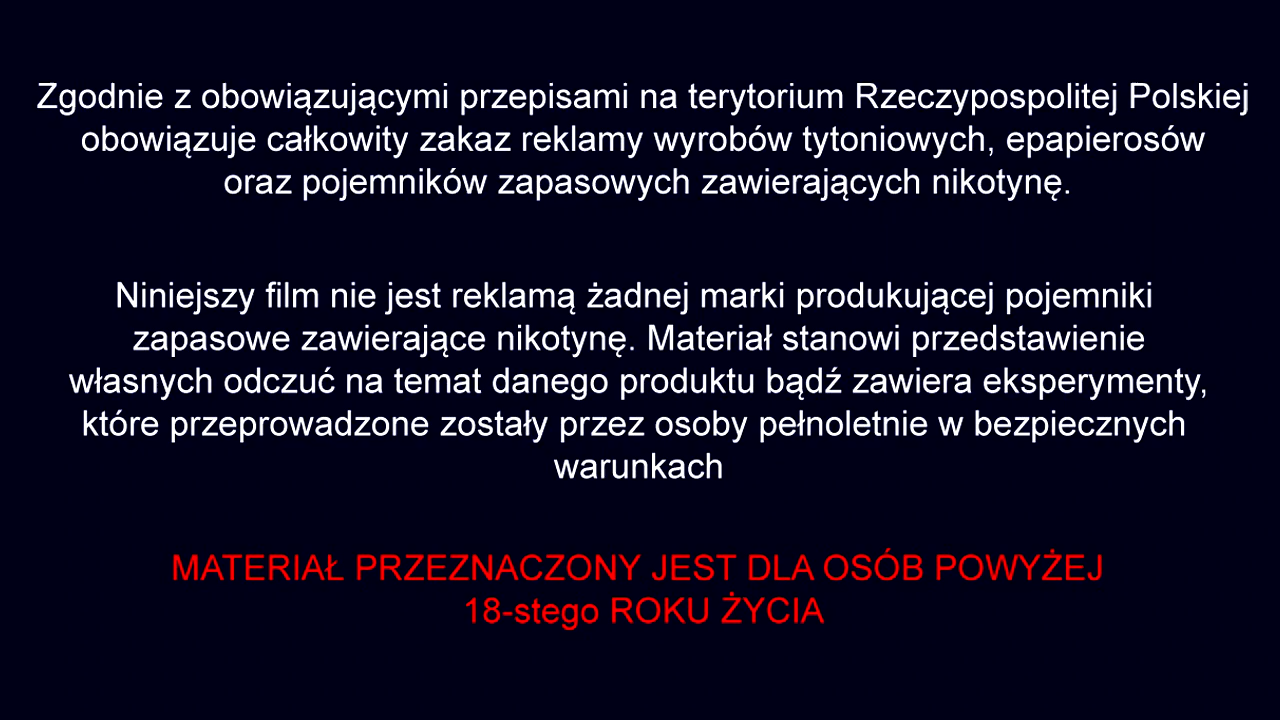 Zgodnie z obowiązującymi przepisami na terytorium Rzeczypospolitej Polskiej
obowiązuje całkowity zakaz reklamy wyrobów tytoniowych, epapierosów
oraz pojemników zapasowych zawierających nikotynę.
Niniejszy film nie jest reklamą żadnej marki produkującej pojemniki
zapasowe zawierające nikotynę. Materiał stanowi przedstawienie
własnych odczuć na temat danego produktu bądź zawiera eksperymenty,
które przeprowadzone zostały przez osoby pełnoletnie w bezpiecznych
warunkach
MATERIAŁ PRZEZNACZONY JEST DLA OSÓB POWYŻEJ
18-stego ROKU ŻYCIA